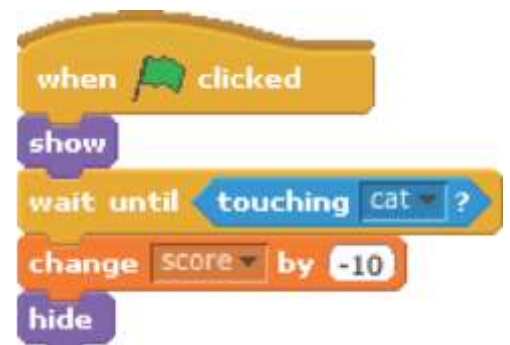 when clicked
show
wait until touching cat ?
change score by -10
hide